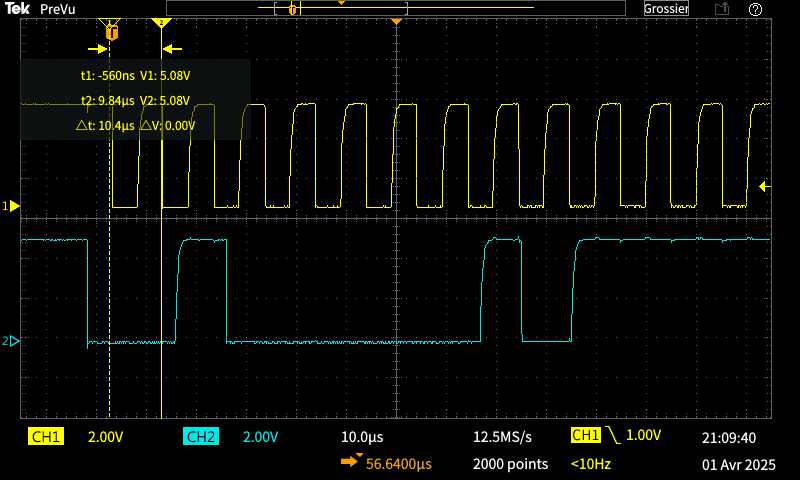 Tek PreVu Grossier
1 2
T
t1: -560ns V1: 5.08V
t2: 9.84µs V2: 5.08V
△t: 10.4µs △V: 0.00V
1
2
CH1 2.00V CH2 2.00V 10.0µs 12.5MS/s CH1 1.00V 21:09:40
56.6400µs 2000 points <10Hz 01 Avr 2025